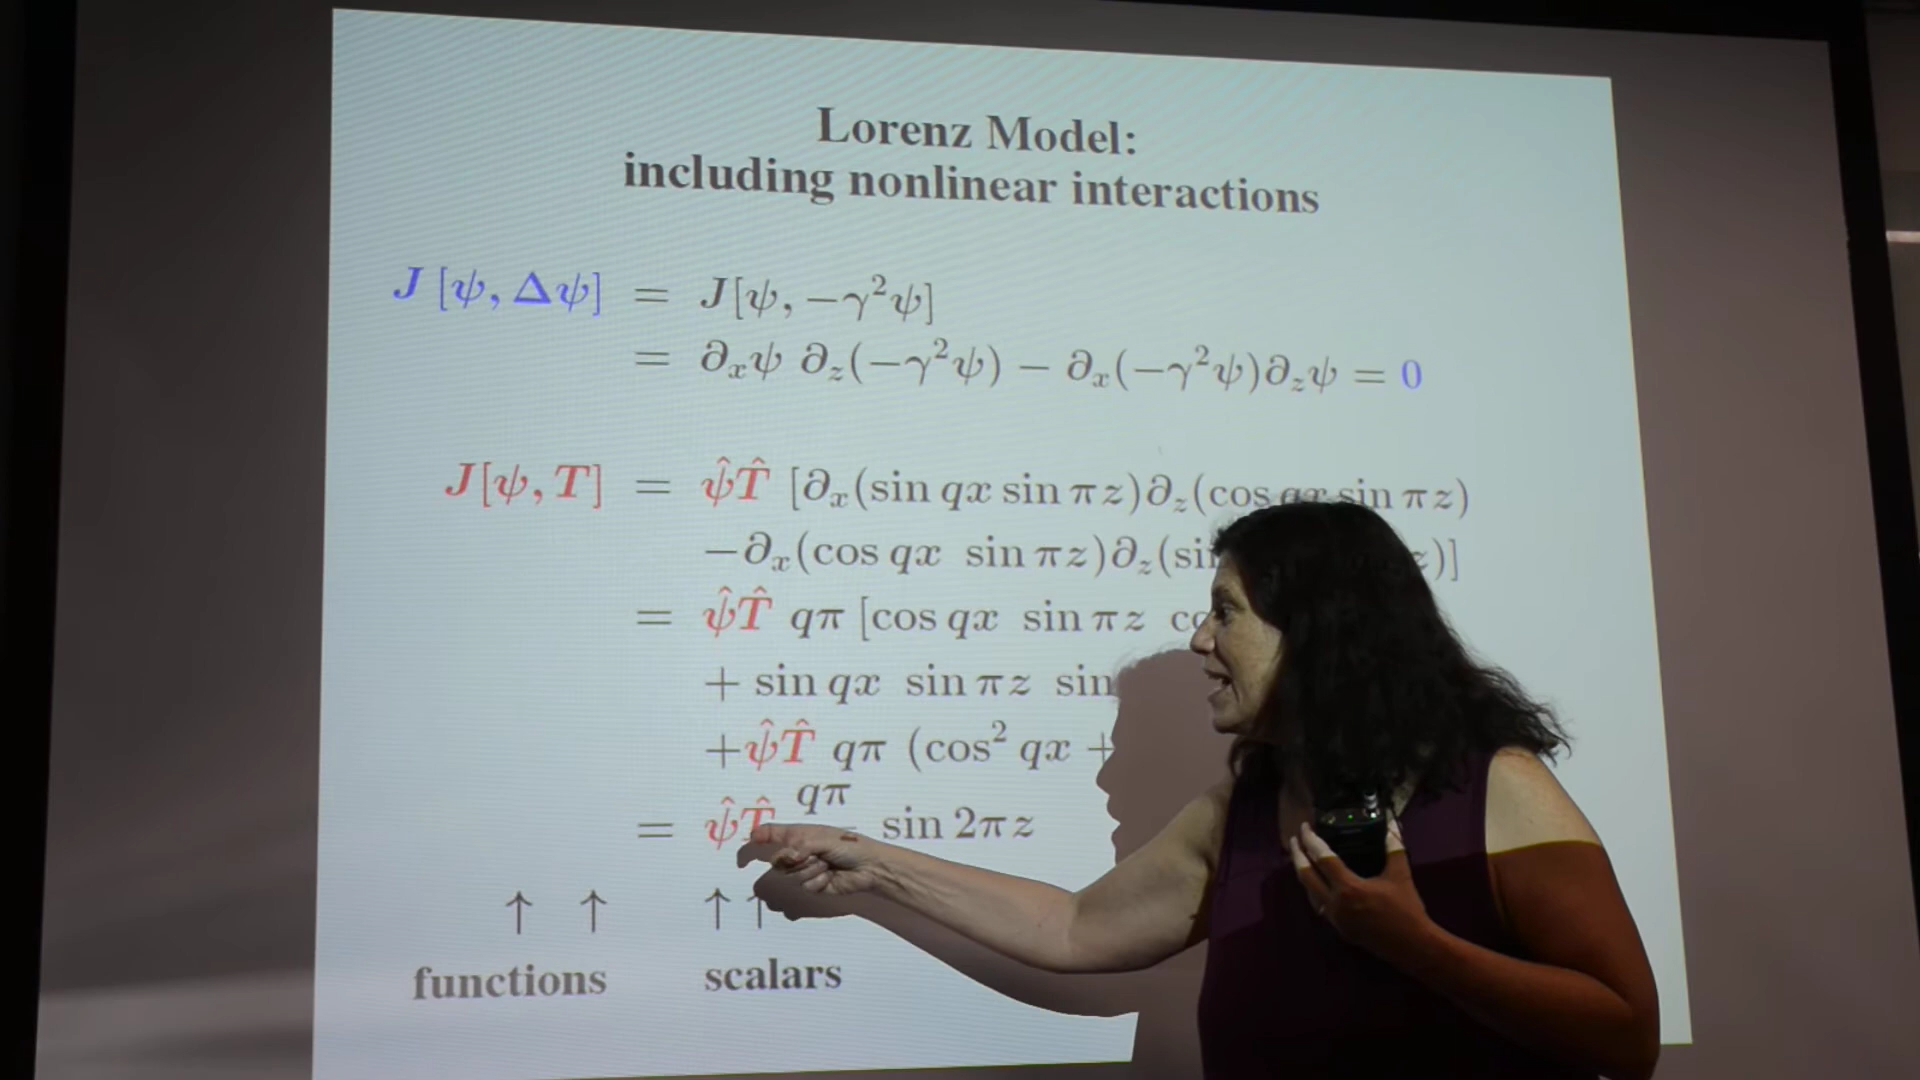 Lorenz Model:
including nonlinear interactions
J [ψ, Δψ] = J[ψ, −γ²ψ]
= ∂ₓψ ∂_z(−γ²ψ) − ∂ₓ(−γ²ψ)∂_zψ = 0
J[ψ, T] = ψ̂T̂ [∂ₓ(sin qx sin πz)∂_z(cos qx sin πz)
−∂ₓ(cos qx sin πz)∂_z( )]
= ψ̂T̂ qπ [cos qx sin πz
+ sin qx sin πz sin
+ψ̂T̂ qπ (cos² qx +
= ψ̂T̂ qπ sin 2πz
↑ ↑ ↑ ↑
functions scalars